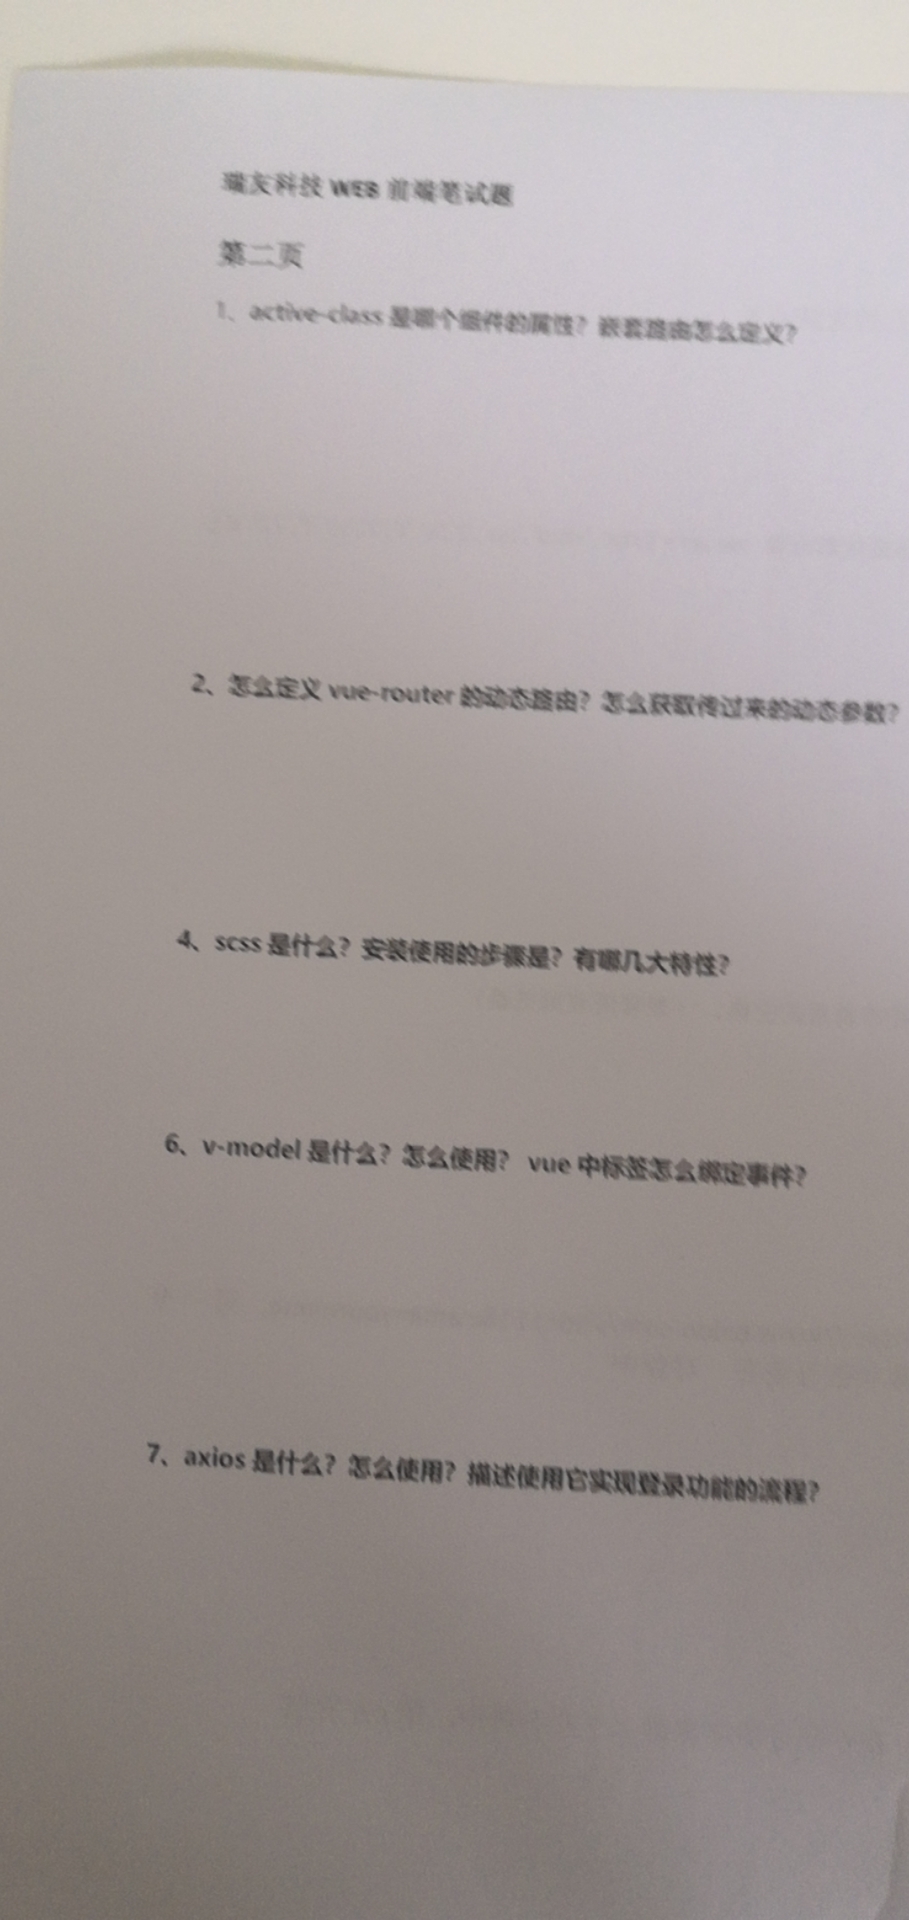 瑞友科技 WEB 前端笔试题
第二页
1、active-class 是哪个组件的属性？嵌套路由怎么定义？
2、怎么定义 vue-router 的动态路由？怎么获取传过来的动态参数？
4、scss 是什么？安装使用的步骤是？有哪几大特性？
6、v-model 是什么？怎么使用？ vue 中标签怎么绑定事件？
7、axios 是什么？怎么使用？描述使用它实现登录功能的流程？